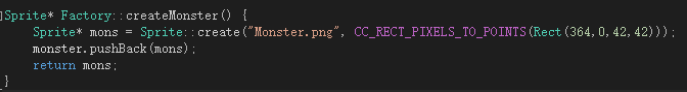 Sprite* Factory::createMonster() {
    Sprite* mons = Sprite::create("Monster.png", CC_RECT_PIXELS_TO_POINTS(Rect(364,0,42,42)));
    monster.pushBack(mons);
    return mons;
}